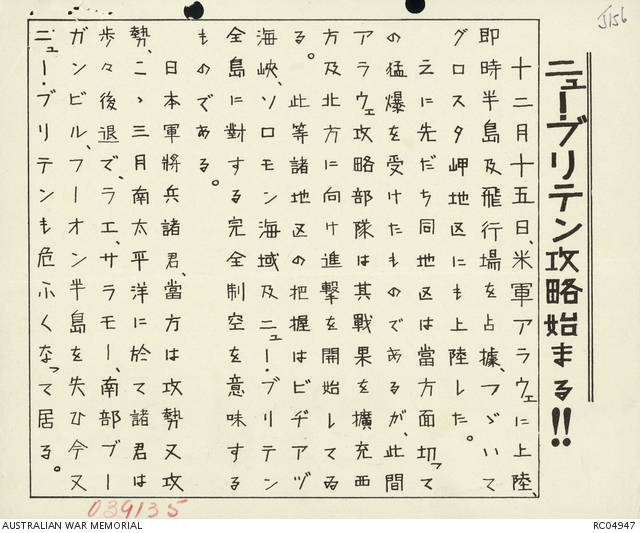 J156
ニュー・ブリテン攻略始まる!!
十二月十五日、米軍アラウェに上陸、
即時半島及飛行場を占據、つゞいて
グロスタ岬地区にも上陸した。
之に先だち同地区は當方面切って
の猛爆を受けたものであるが、此間
アラウェ攻略部隊は其戦果を擴充西
方及北方に向け進撃を開始してゐ
る。此等諸地区の把握はビチアヅ
海峡、ソロモン海域及ニュー・ブリテン
全島に對する完全制空を意味する
ものである。
日本軍將兵諸君、當方は攻勢又攻
勢、こゝ三月南太平洋に於て諸君は
歩々後退で、ラエ、サラモー、南部ブー
ガンビル、フーオン半島を失ひ今又
ニュー・ブリテンも危ふくなって居る。
039135
AUSTRALIAN WAR MEMORIAL
RC04947